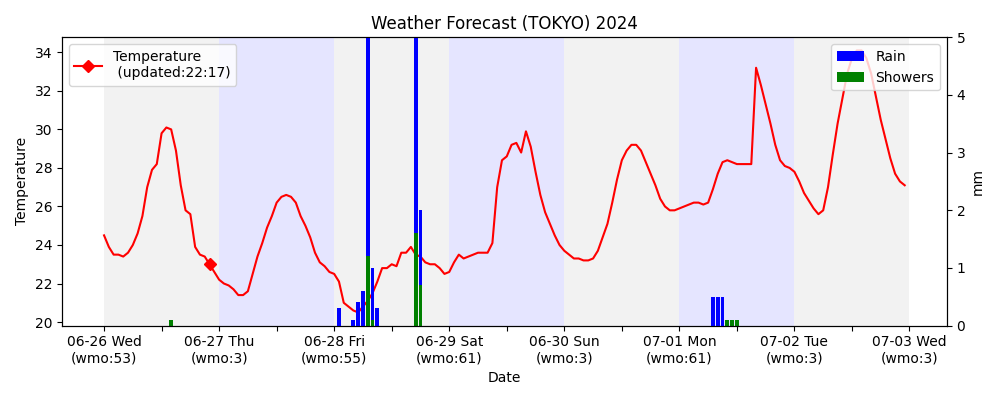 Weather Forecast (TOKYO) 2024
Temperature
(updated:22:17)
Rain
Showers
34
32
30
28
26
24
22
20
Temperature
5
4
3
2
1
0
mm
06-26 Wed
(wmo:53)
06-27 Thu
(wmo:3)
06-28 Fri
(wmo:55)
06-29 Sat
(wmo:61)
06-30 Sun
(wmo:3)
07-01 Mon
(wmo:61)
07-02 Tue
(wmo:3)
07-03 Wed
(wmo:3)
Date